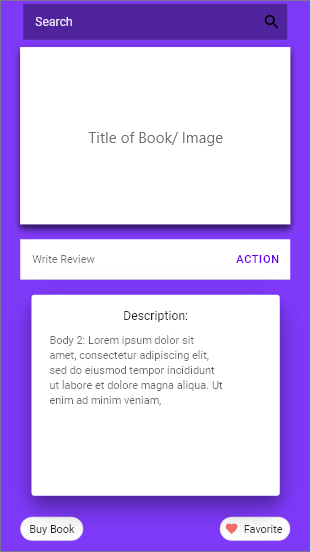 Search
Title of Book/ Image
Write Review
ACTION
Description:
Body 2: Lorem ipsum dolor sit
amet, consectetur adipiscing elit,
sed do eiusmod tempor incididunt
ut labore et dolore magna aliqua. Ut
enim ad minim veniam,
Buy Book
Favorite